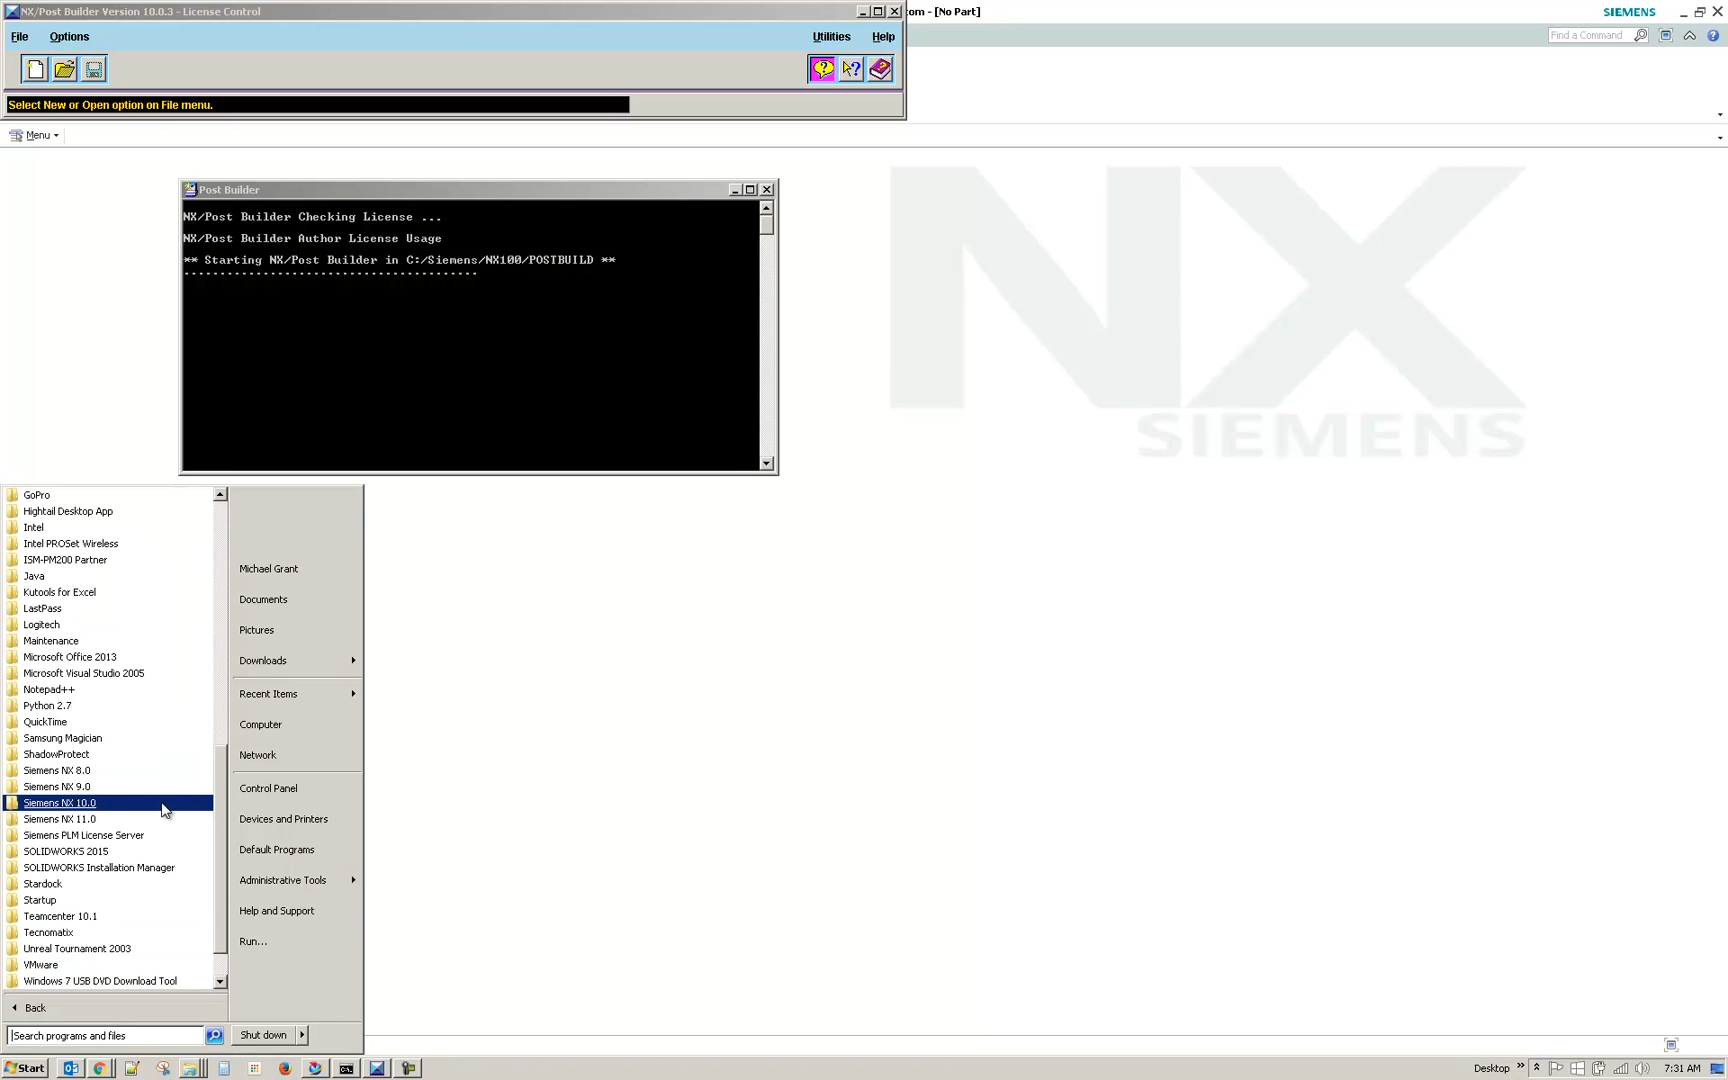 NX/Post Builder Version 10.0.3 - License Control
com - [No Part]
SIEMENS
File Options Utilities Help
Find a Command
Select New or Open option on File menu.
Menu
Post Builder
NX/Post Builder Checking License ...
NX/Post Builder Author License Usage
** Starting NX/Post Builder in C:/Siemens/NX100/POSTBUILD **
-----------------------------------------
NX
SIEMENS
GoPro
Hightail Desktop App
Intel
Intel PROSet Wireless
ISM-PM200 Partner
Java
Kutools for Excel
LastPass
Logitech
Maintenance
Microsoft Office 2013
Microsoft Visual Studio 2005
Notepad++
Python 2.7
QuickTime
Samsung Magician
ShadowProtect
Siemens NX 8.0
Siemens NX 9.0
Siemens NX 10.0
Siemens NX 11.0
Siemens PLM License Server
SOLIDWORKS 2015
SOLIDWORKS Installation Manager
Stardock
Startup
Teamcenter 10.1
Tecnomatix
Unreal Tournament 2003
VMware
Windows 7 USB DVD Download Tool
Back
Search programs and files
Michael Grant
Documents
Pictures
Downloads
Recent Items
Computer
Network
Control Panel
Devices and Printers
Default Programs
Administrative Tools
Help and Support
Run...
Shut down
Start
Desktop
7:31 AM